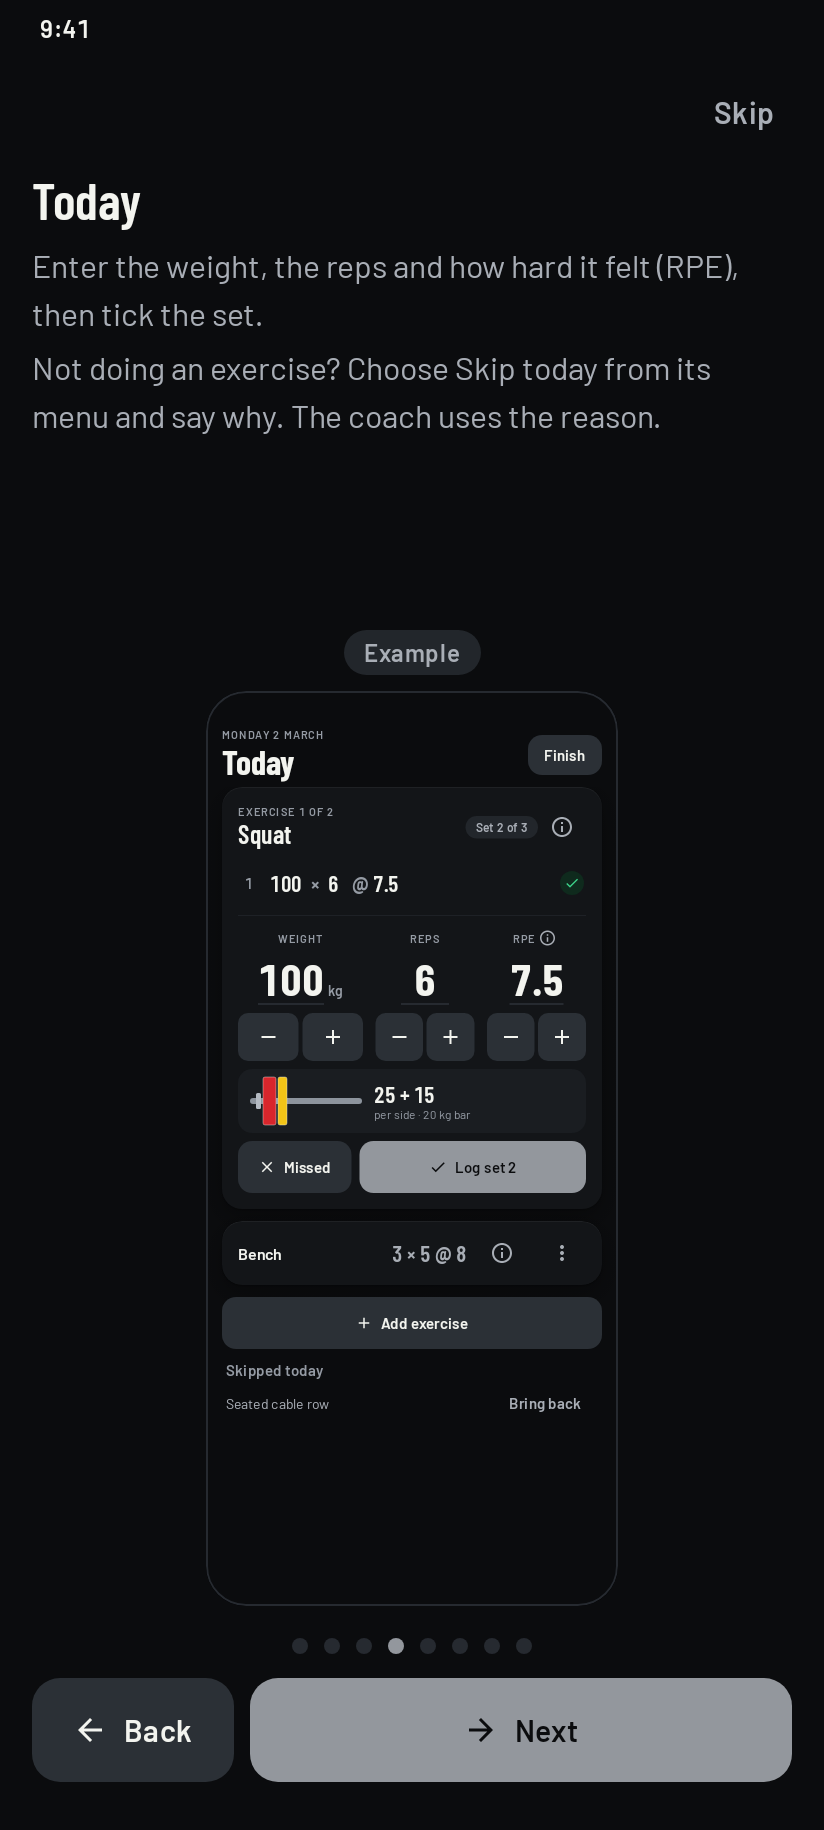 9:41
Skip
Today
Enter the weight, the reps and how hard it felt (RPE),
then tick the set.
Not doing an exercise? Choose Skip today from its
menu and say why. The coach uses the reason.
Example
MONDAY 2 MARCH
Today
Finish
EXERCISE 1 OF 2
Squat
Set 2 of 3
1 100 × 6 @ 7.5
WEIGHT REPS RPE
100 kg 6 7.5
25 + 15
per side · 20 kg bar
Missed Log set 2
Bench 3 × 5 @ 8
Add exercise
Skipped today
Seated cable row Bring back
Back Next